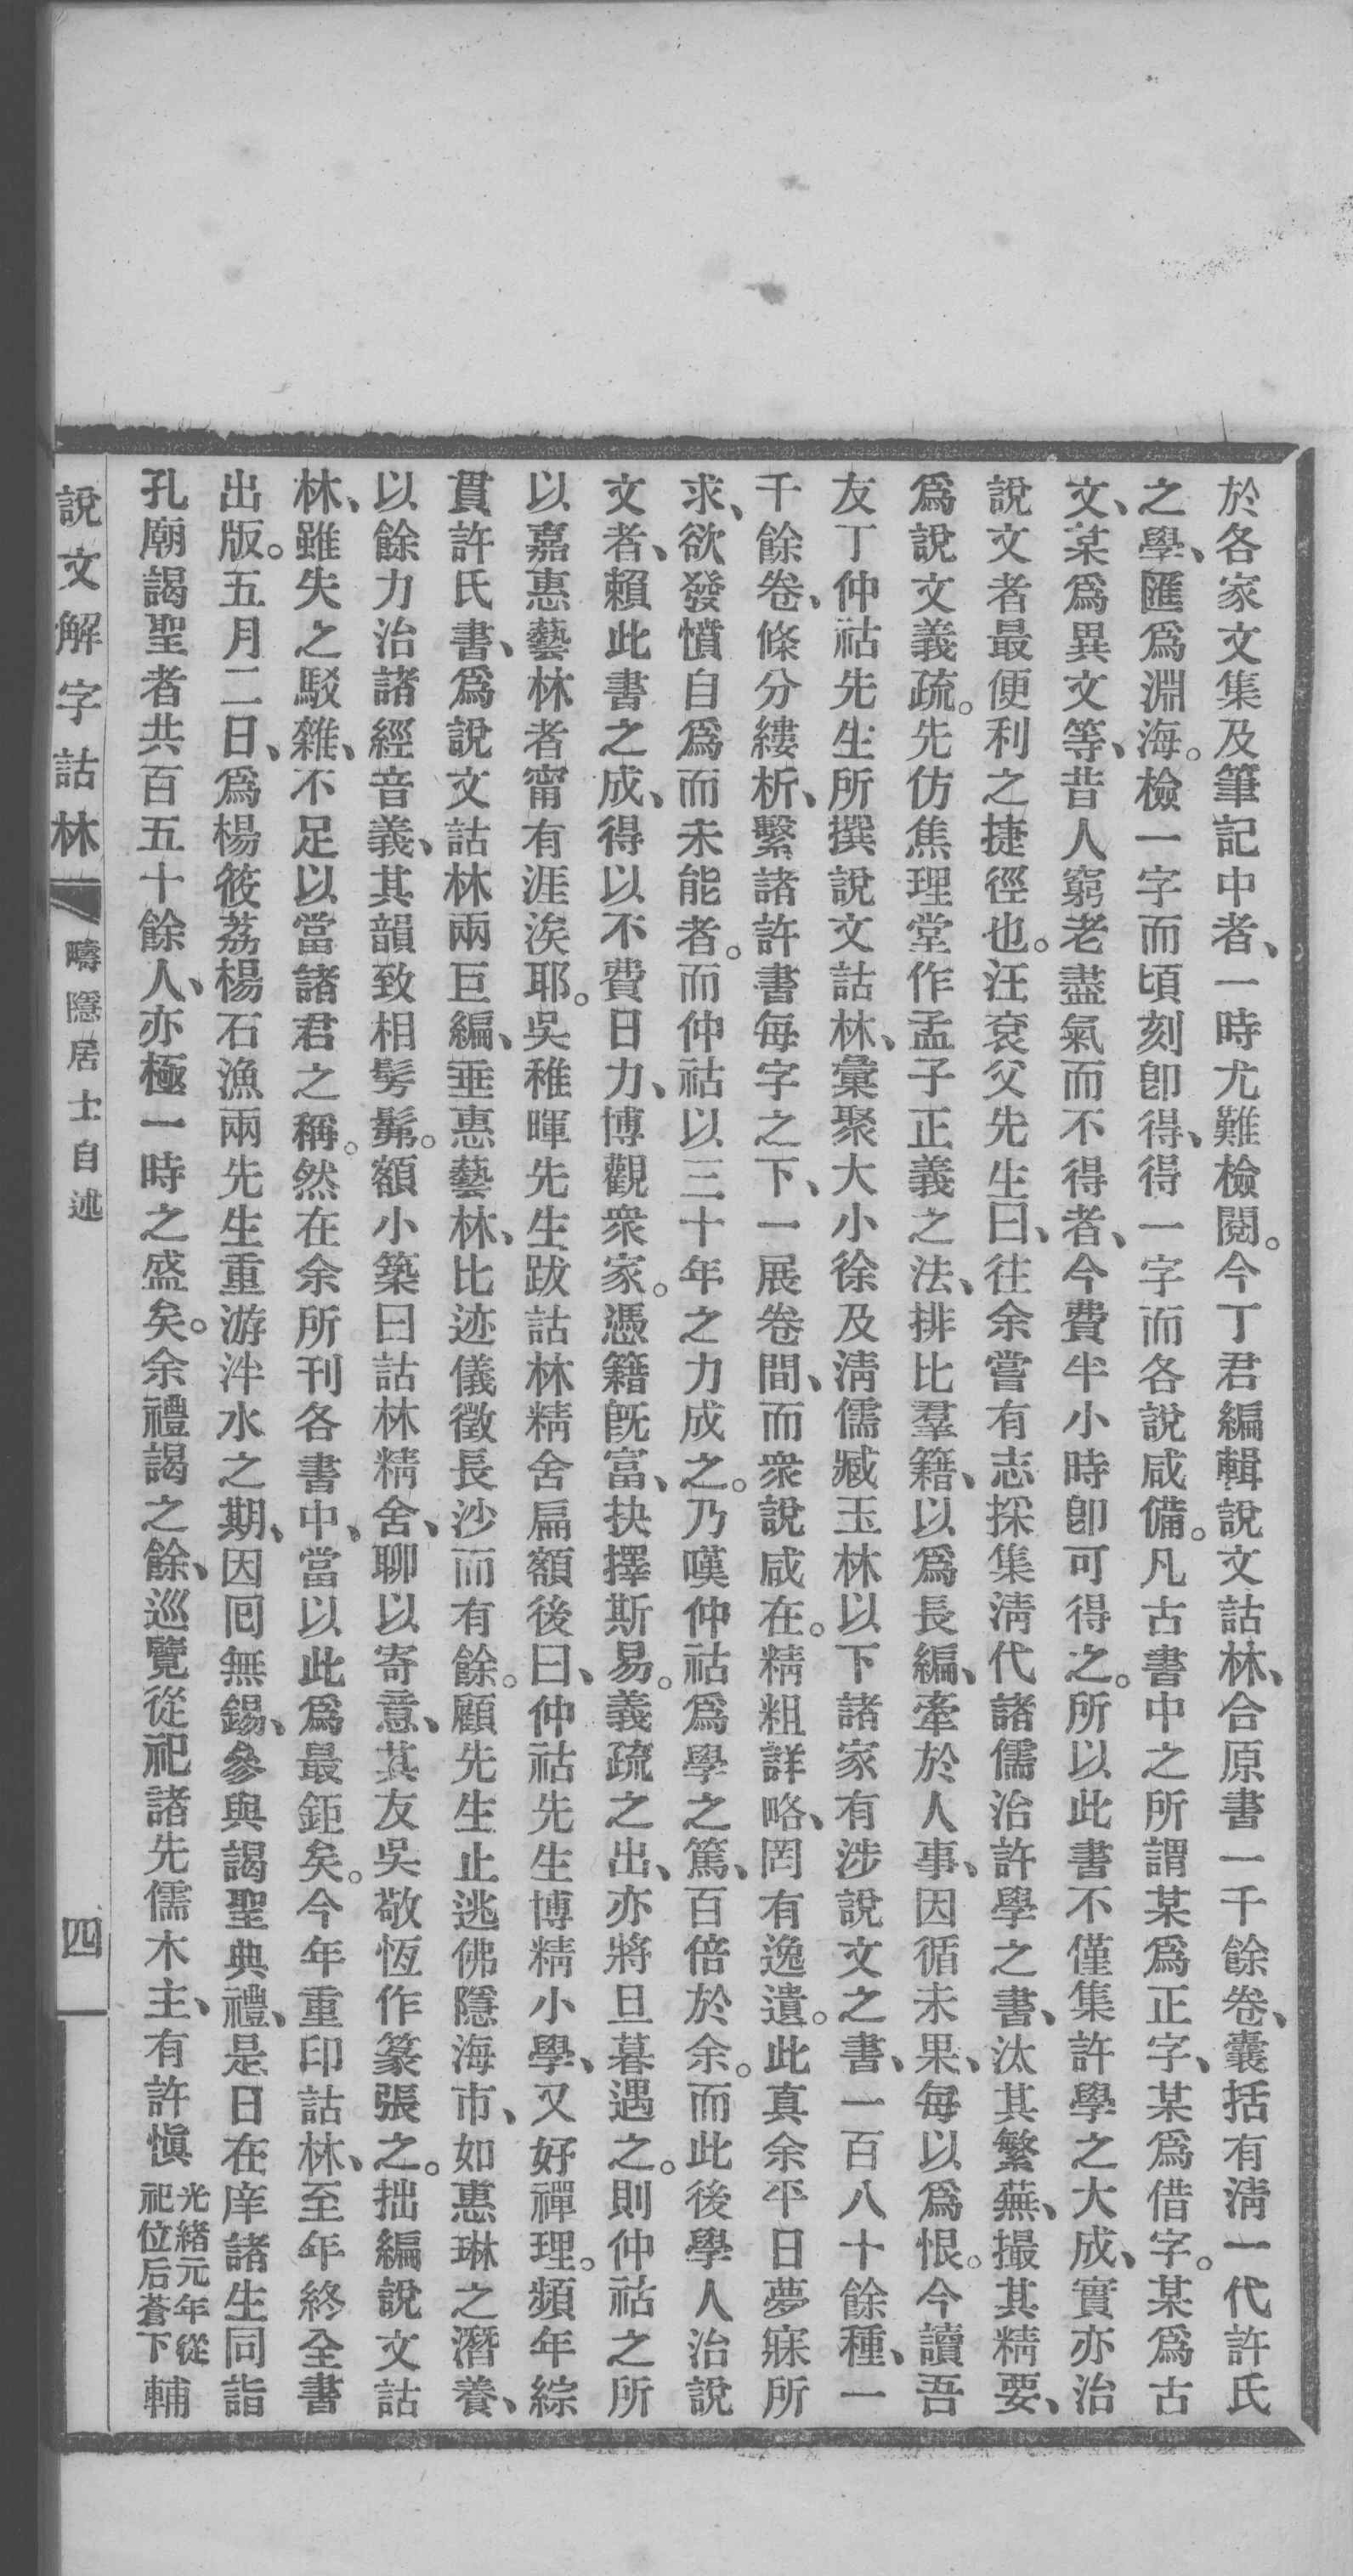 於各家文集及筆記中者、一時尤難檢閱。今丁君編輯說文詁林、合原書一千餘卷、囊括有淸一代許氏
之學、匯爲淵海。檢一字而頃刻卽得、得一字而各說咸備。凡古書中之所謂某爲正字、某爲借字。某爲古
文、某爲異文等、昔人窮老盡氣而不得者、今費半小時卽可得之。所以此書不僅集許學之大成、實亦治
說文者最便利之捷徑也。汪袞父先生曰、往余嘗有志採集淸代諸儒治許學之書、汰其繁蕪、撮其精要、
爲說文義疏。先仿焦理堂作孟子正義之法、排比羣籍、以爲長編、牽於人事、因循未果、每以爲恨。今讀吾
友丁仲祜先生所撰說文詁林、彙聚大小徐及淸儒臧玉林以下諸家有涉說文之書、一百八十餘種、一
千餘卷、條分縷析、繫諸許書每字之下、一展卷間、而衆說咸在。精粗詳略、罔有逸遺。此真余平日夢寐所
求、欲發憤自爲而未能者。而仲祜以三十年之力成之。乃嘆仲祜爲學之篤、百倍於余。而此後學人治說
文者、賴此書之成、得以不費日力、博觀衆家。憑籍旣富、抉擇斯易。義疏之出、亦將旦暮遇之。則仲祜之所
以嘉惠藝林者甯有涯涘耶。吳稚暉先生跋詁林精舍扁額後曰、仲祜先生博精小學、又好禪理。頻年綜
貫許氏書、爲說文詁林兩巨編、垂惠藝林、比迹儀徵長沙而有餘。顧先生止逃佛隱海市、如惠琳之潛養、
以餘力治諸經音義、其韻致相髣髴。額小築曰詁林精舍、聊以寄意、其友吳敬恆作篆張之。拙編說文詁
林、雖失之駁雜、不足以當諸君之稱。然在余所刊各書中、當以此爲最鉅矣。今年重印詁林、至年終全書
出版。五月二日、爲楊筱荔楊石漁兩先生重游泮水之期、因囘無錫、參與謁聖典禮、是日在庠諸生同詣
孔廟謁聖者共百五十餘人、亦極一時之盛矣。余禮謁之餘、巡覽從祀諸先儒木主、有許愼光緒元年從祀位后蒼下輔
說文解字詁林 疇隱居士自述 四